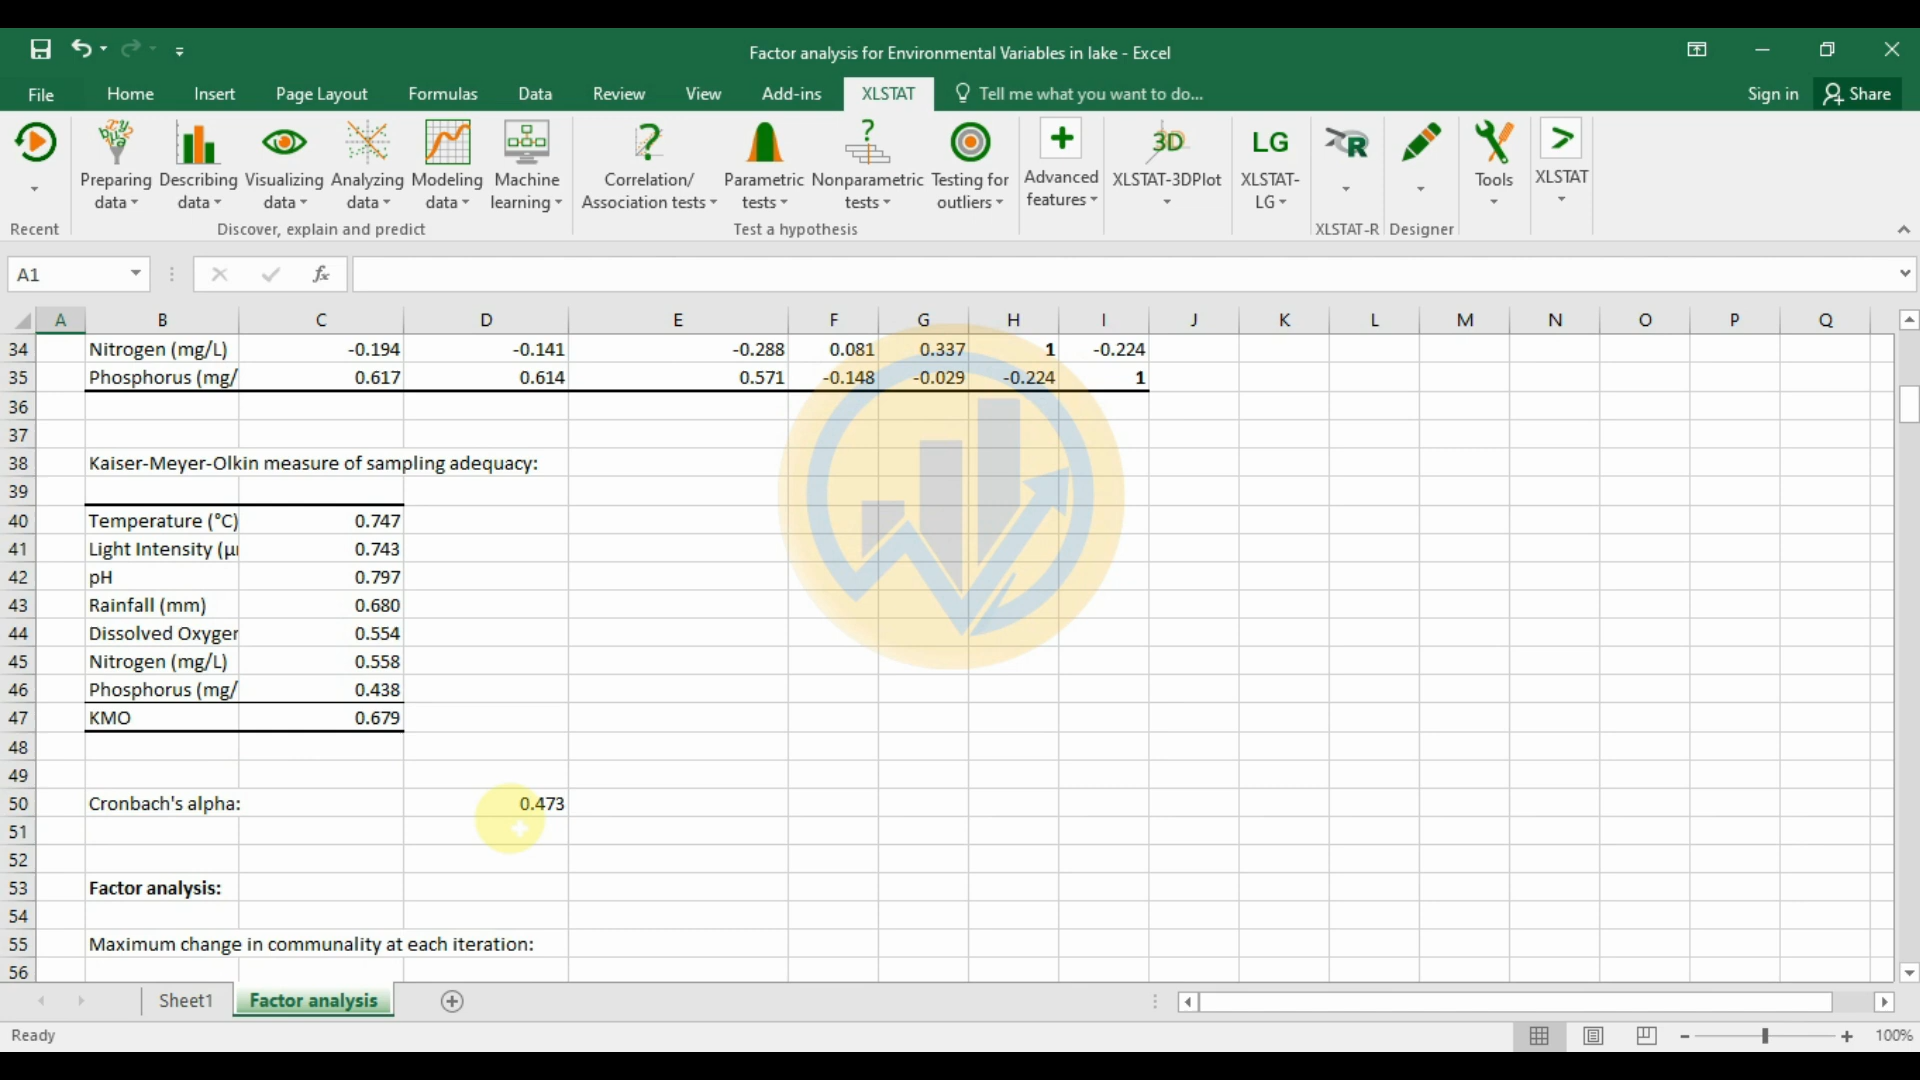 Factor analysis for Environmental Variables in lake - Excel
File Home Insert Page Layout Formulas Data Review View Add-ins XLSTAT Tell me what you want to do... Sign in Share
Preparing data Describing data Visualizing data Analyzing data Modeling data Machine learning Correlation/ Association tests Parametric tests Nonparametric tests Testing for outliers Advanced features 3D XLSTAT-3DPlot LG XLSTAT-LG R Tools XLSTAT
Recent Discover, explain and predict Test a hypothesis XLSTAT-R Designer
A1 fx
A B C D E F G H I J K L M N O P Q
34 Nitrogen (mg/L) -0.194 -0.141 -0.288 0.081 0.337 1 -0.224
35 Phosphorus (mg/ 0.617 0.614 0.571 -0.148 -0.029 -0.224 1
36
37
38 Kaiser-Meyer-Olkin measure of sampling adequacy:
39
40 Temperature (°C) 0.747
41 Light Intensity (µ 0.743
42 pH 0.797
43 Rainfall (mm) 0.680
44 Dissolved Oxyger 0.554
45 Nitrogen (mg/L) 0.558
46 Phosphorus (mg/ 0.438
47 KMO 0.679
48
49
50 Cronbach's alpha: 0.473
51
52
53 Factor analysis:
54
55 Maximum change in communality at each iteration:
56
Sheet1 Factor analysis
Ready 100%